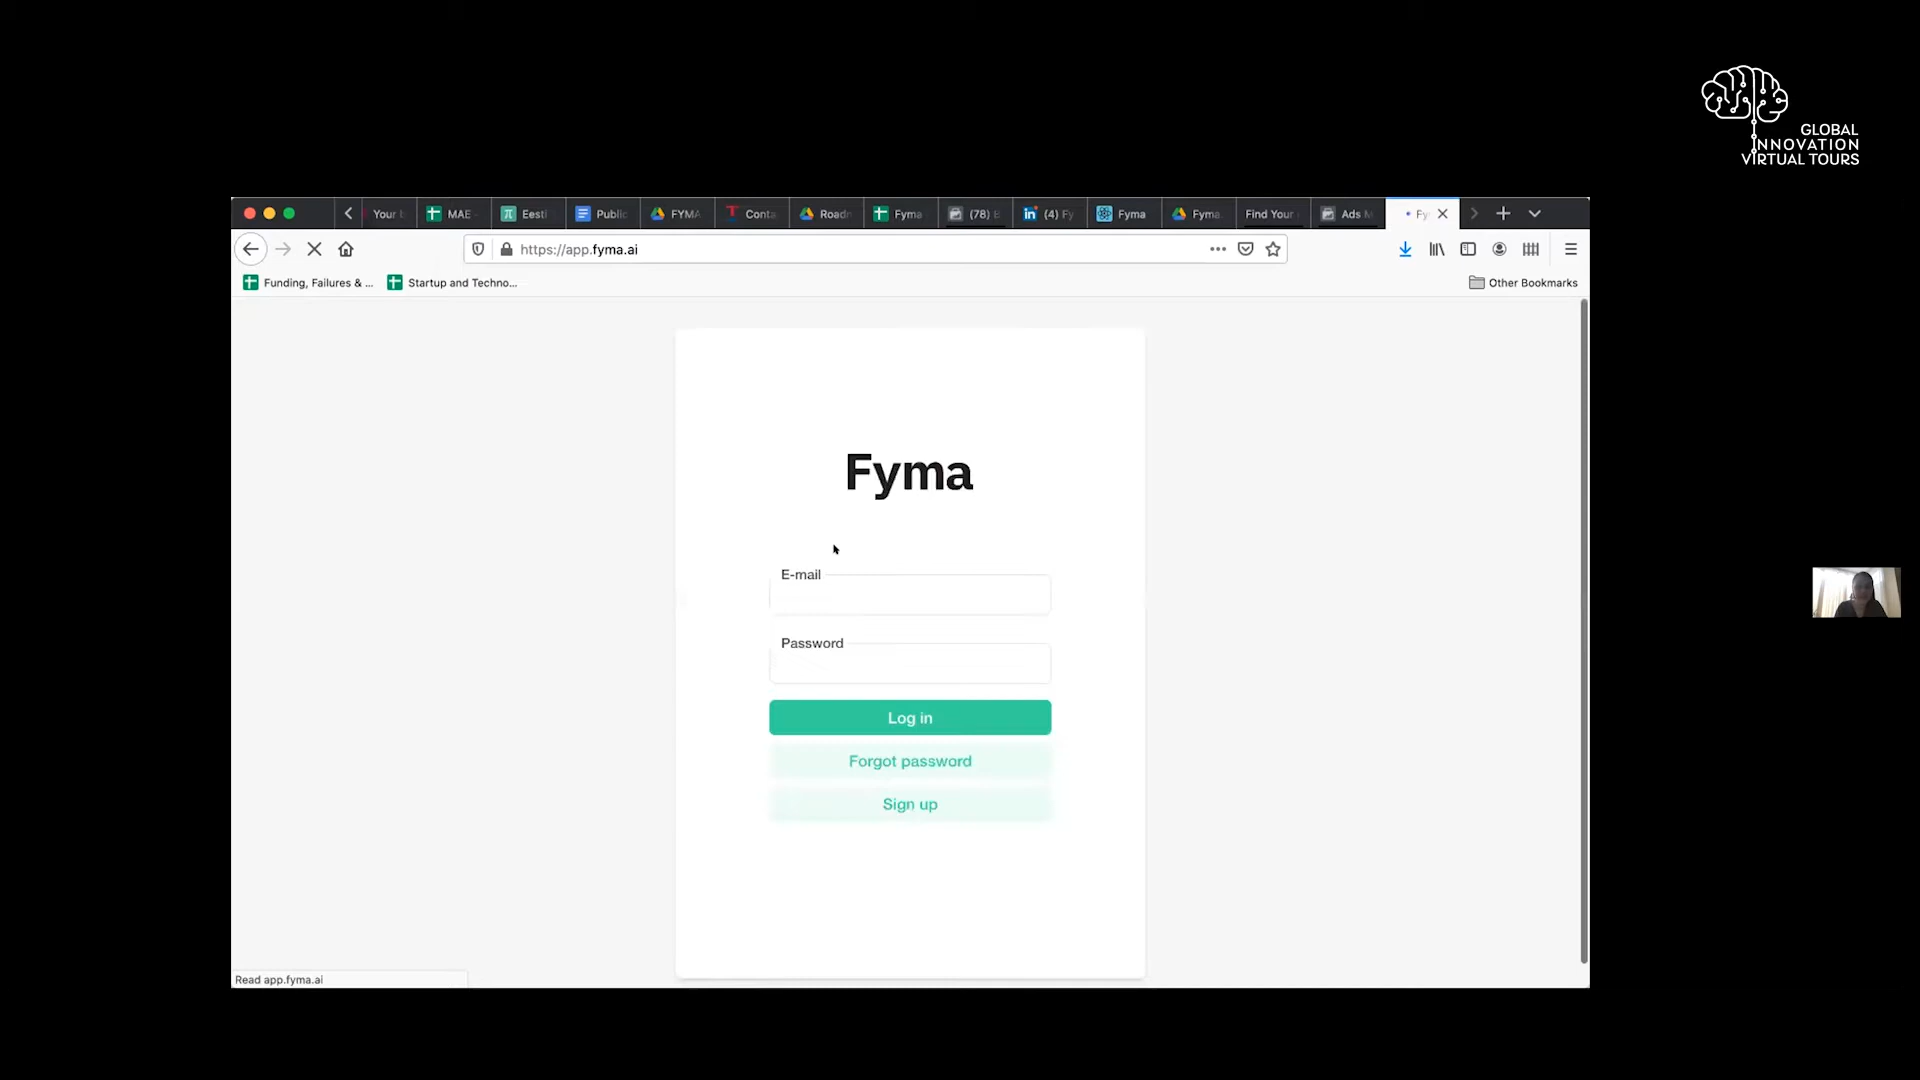 GLOBAL
INNOVATION
VIRTUAL TOURS
Your
MAE
Eesti
Public
FYMA
Conta
Roadm
Fyma
(78)
(4) Fy
Fyma
Fyma
Find Your
Ads M
Fy
https://app.fyma.ai
Funding, Failures & ...
Startup and Techno...
Other Bookmarks
Fyma
E-mail
Password
Log in
Forgot password
Sign up
Read app.fyma.ai